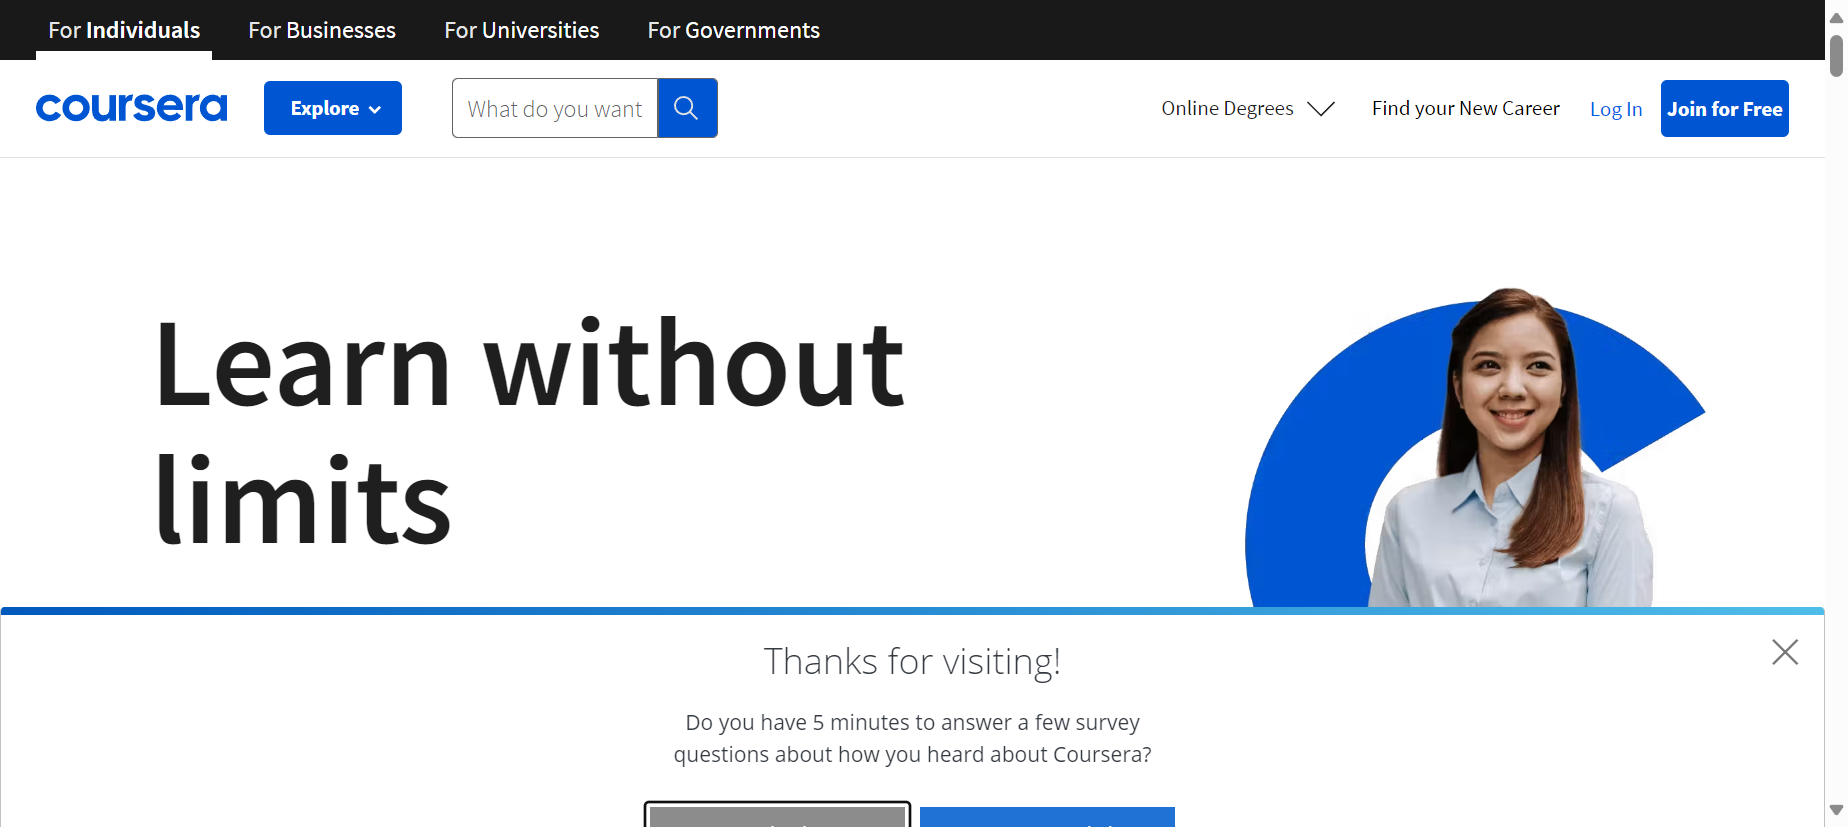 For Individuals For Businesses For Universities For Governments
coursera Explore What do you want Online Degrees Find your New Career Log In Join for Free
Learn without
limits
Thanks for visiting!
Do you have 5 minutes to answer a few survey
questions about how you heard about Coursera?